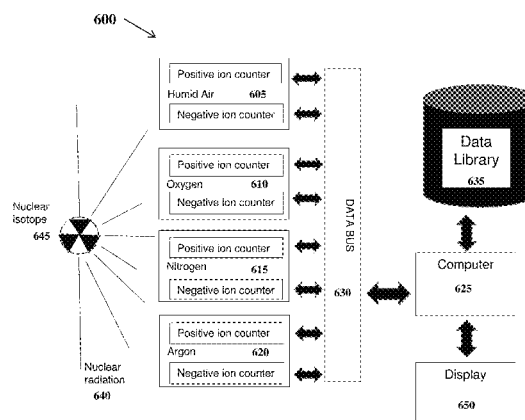 600
Positive ion counter
Humid Air 605
Negative ion counter
Positive ion counter
Oxygen 610
Negative ion counter
Positive ion counter
Nitrogen 615
Negative ion counter
Positive ion counter
Argon 620
Negative ion counter
Nuclear
isotope
645
Nuclear
radiation
640
DATA BUS
630
Data
Library
635
Computer
625
Display
650